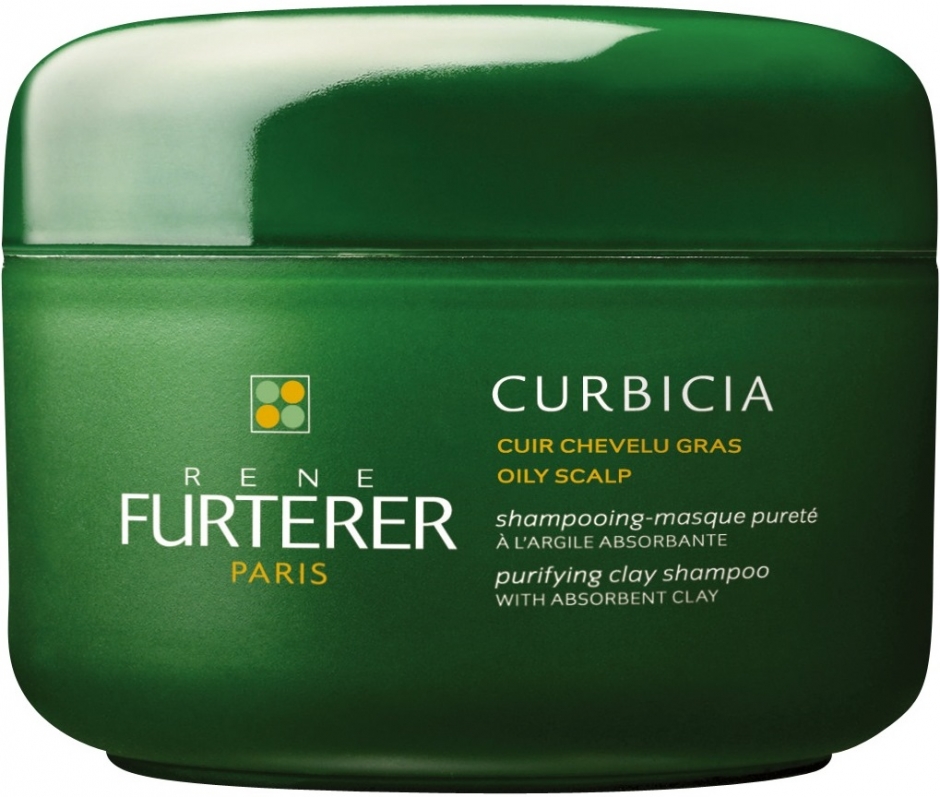 RENE
FURTERER
PARIS
CURBICIA
CUIR CHEVELU GRAS
OILY SCALP
shampooing-masque pureté
À L'ARGILE ABSORBANTE
purifying clay shampoo
WITH ABSORBENT CLAY